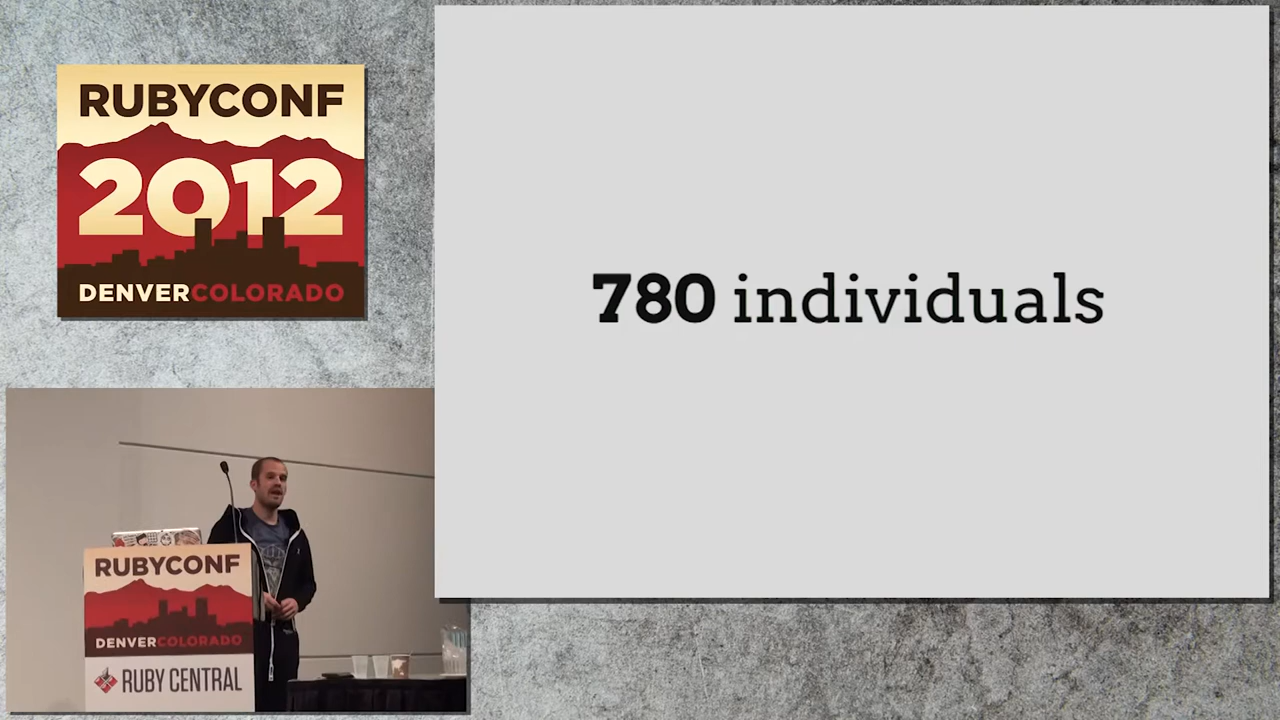 RUBYCONF
2012
DENVERCOLORADO
780 individuals
RUBYCONF
DENVERCOLORADO
RUBY CENTRAL